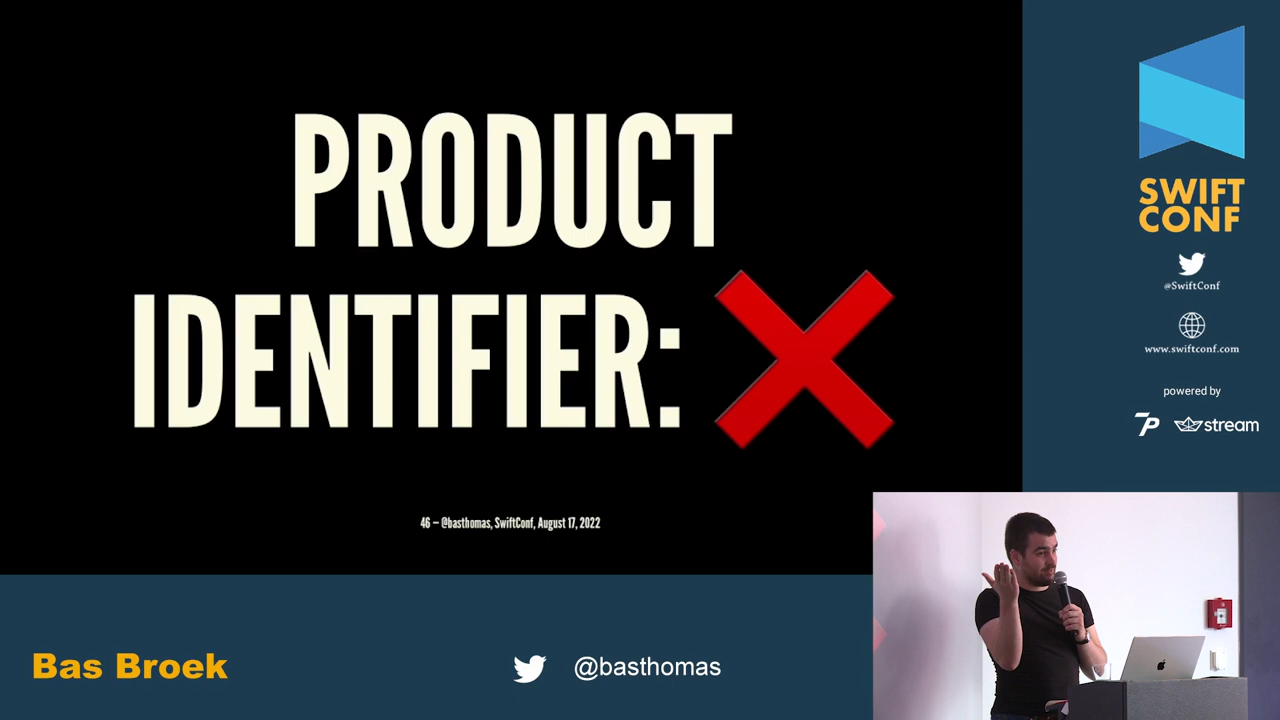 PRODUCT
IDENTIFIER:
46 – @basthomas, SwiftConf, August 17, 2022
SWIFT
CONF
@SwiftConf
www.swiftconf.com
powered by
7P
stream
Bas Broek
@basthomas